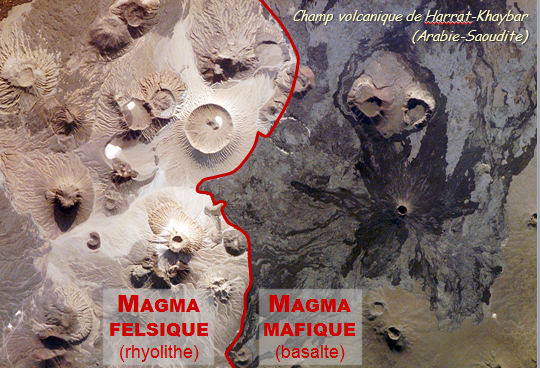 Champ volcanique de Harrat-Khaybar
(Arabie-Saoudite)
MAGMA
FELSIQUE
(rhyolithe)
MAGMA
MAFIQUE
(basalte)